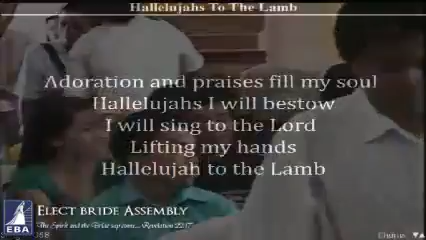 Hallelujahs To The Lamb
Adoration and praises fill my soul
Hallelujahs I will bestow
I will sing to the Lord
Lifting my hands
Hallelujah to the Lamb
ELECT BRIDE ASSEMBLY
The Spirit and the Bride say come... Revelation 22:17
EBA